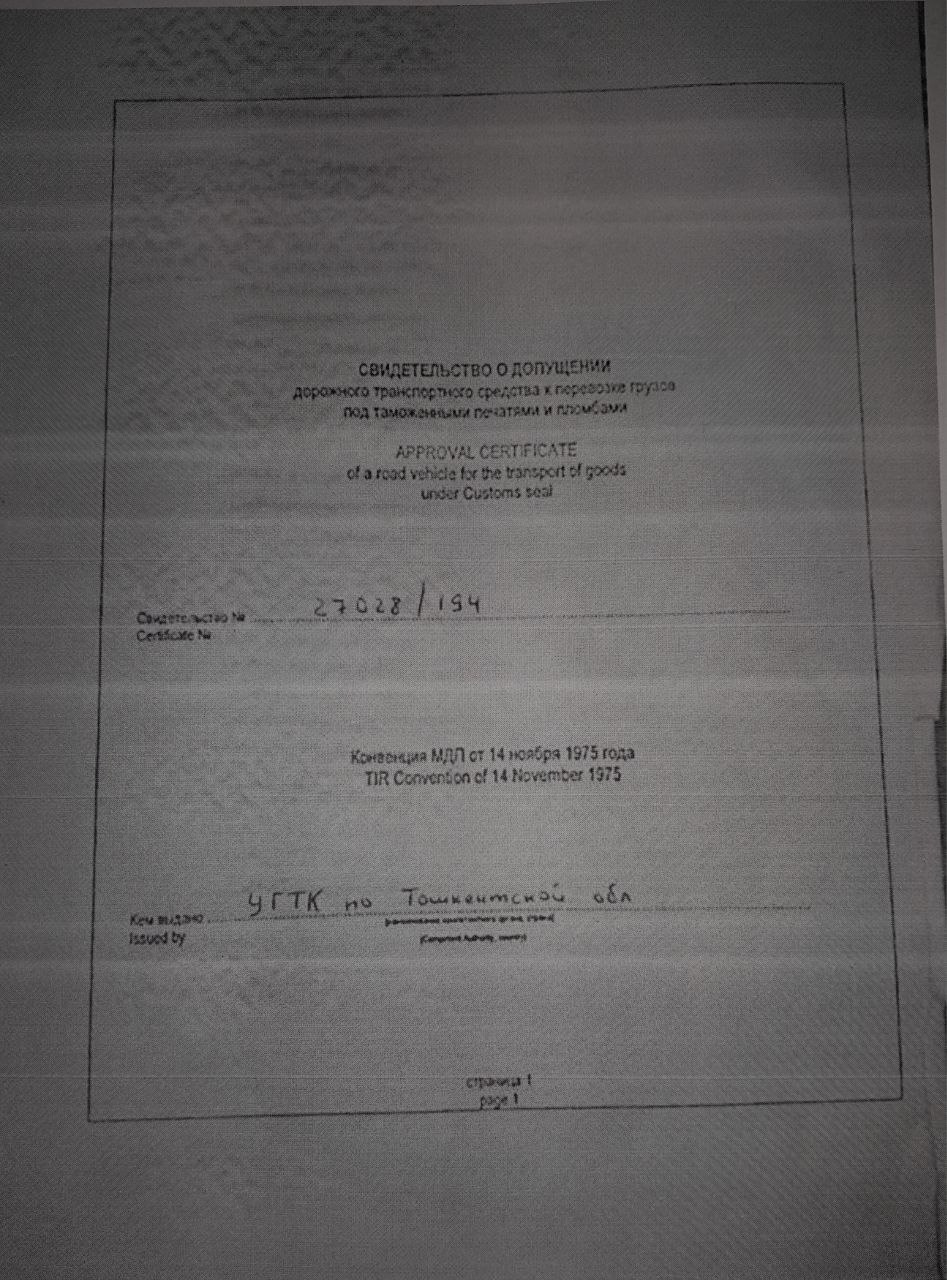 СВИДЕТЕЛЬСТВО О ДОПУЩЕНИИ
дорожного транспортного средства к перевозке грузов
под таможенными печатями и пломбами
APPROVAL CERTIFICATE
of a road vehicle for the transport of goods
under Customs seal
Свидетельство № 27028/194
Certificate №
Конвенция МДП от 14 ноября 1975 года
TIR Convention of 14 November 1975
Кем выдано УГТК по Тошкентской обл
Issued by
(Competent Authority, country)
страница 1
page 1